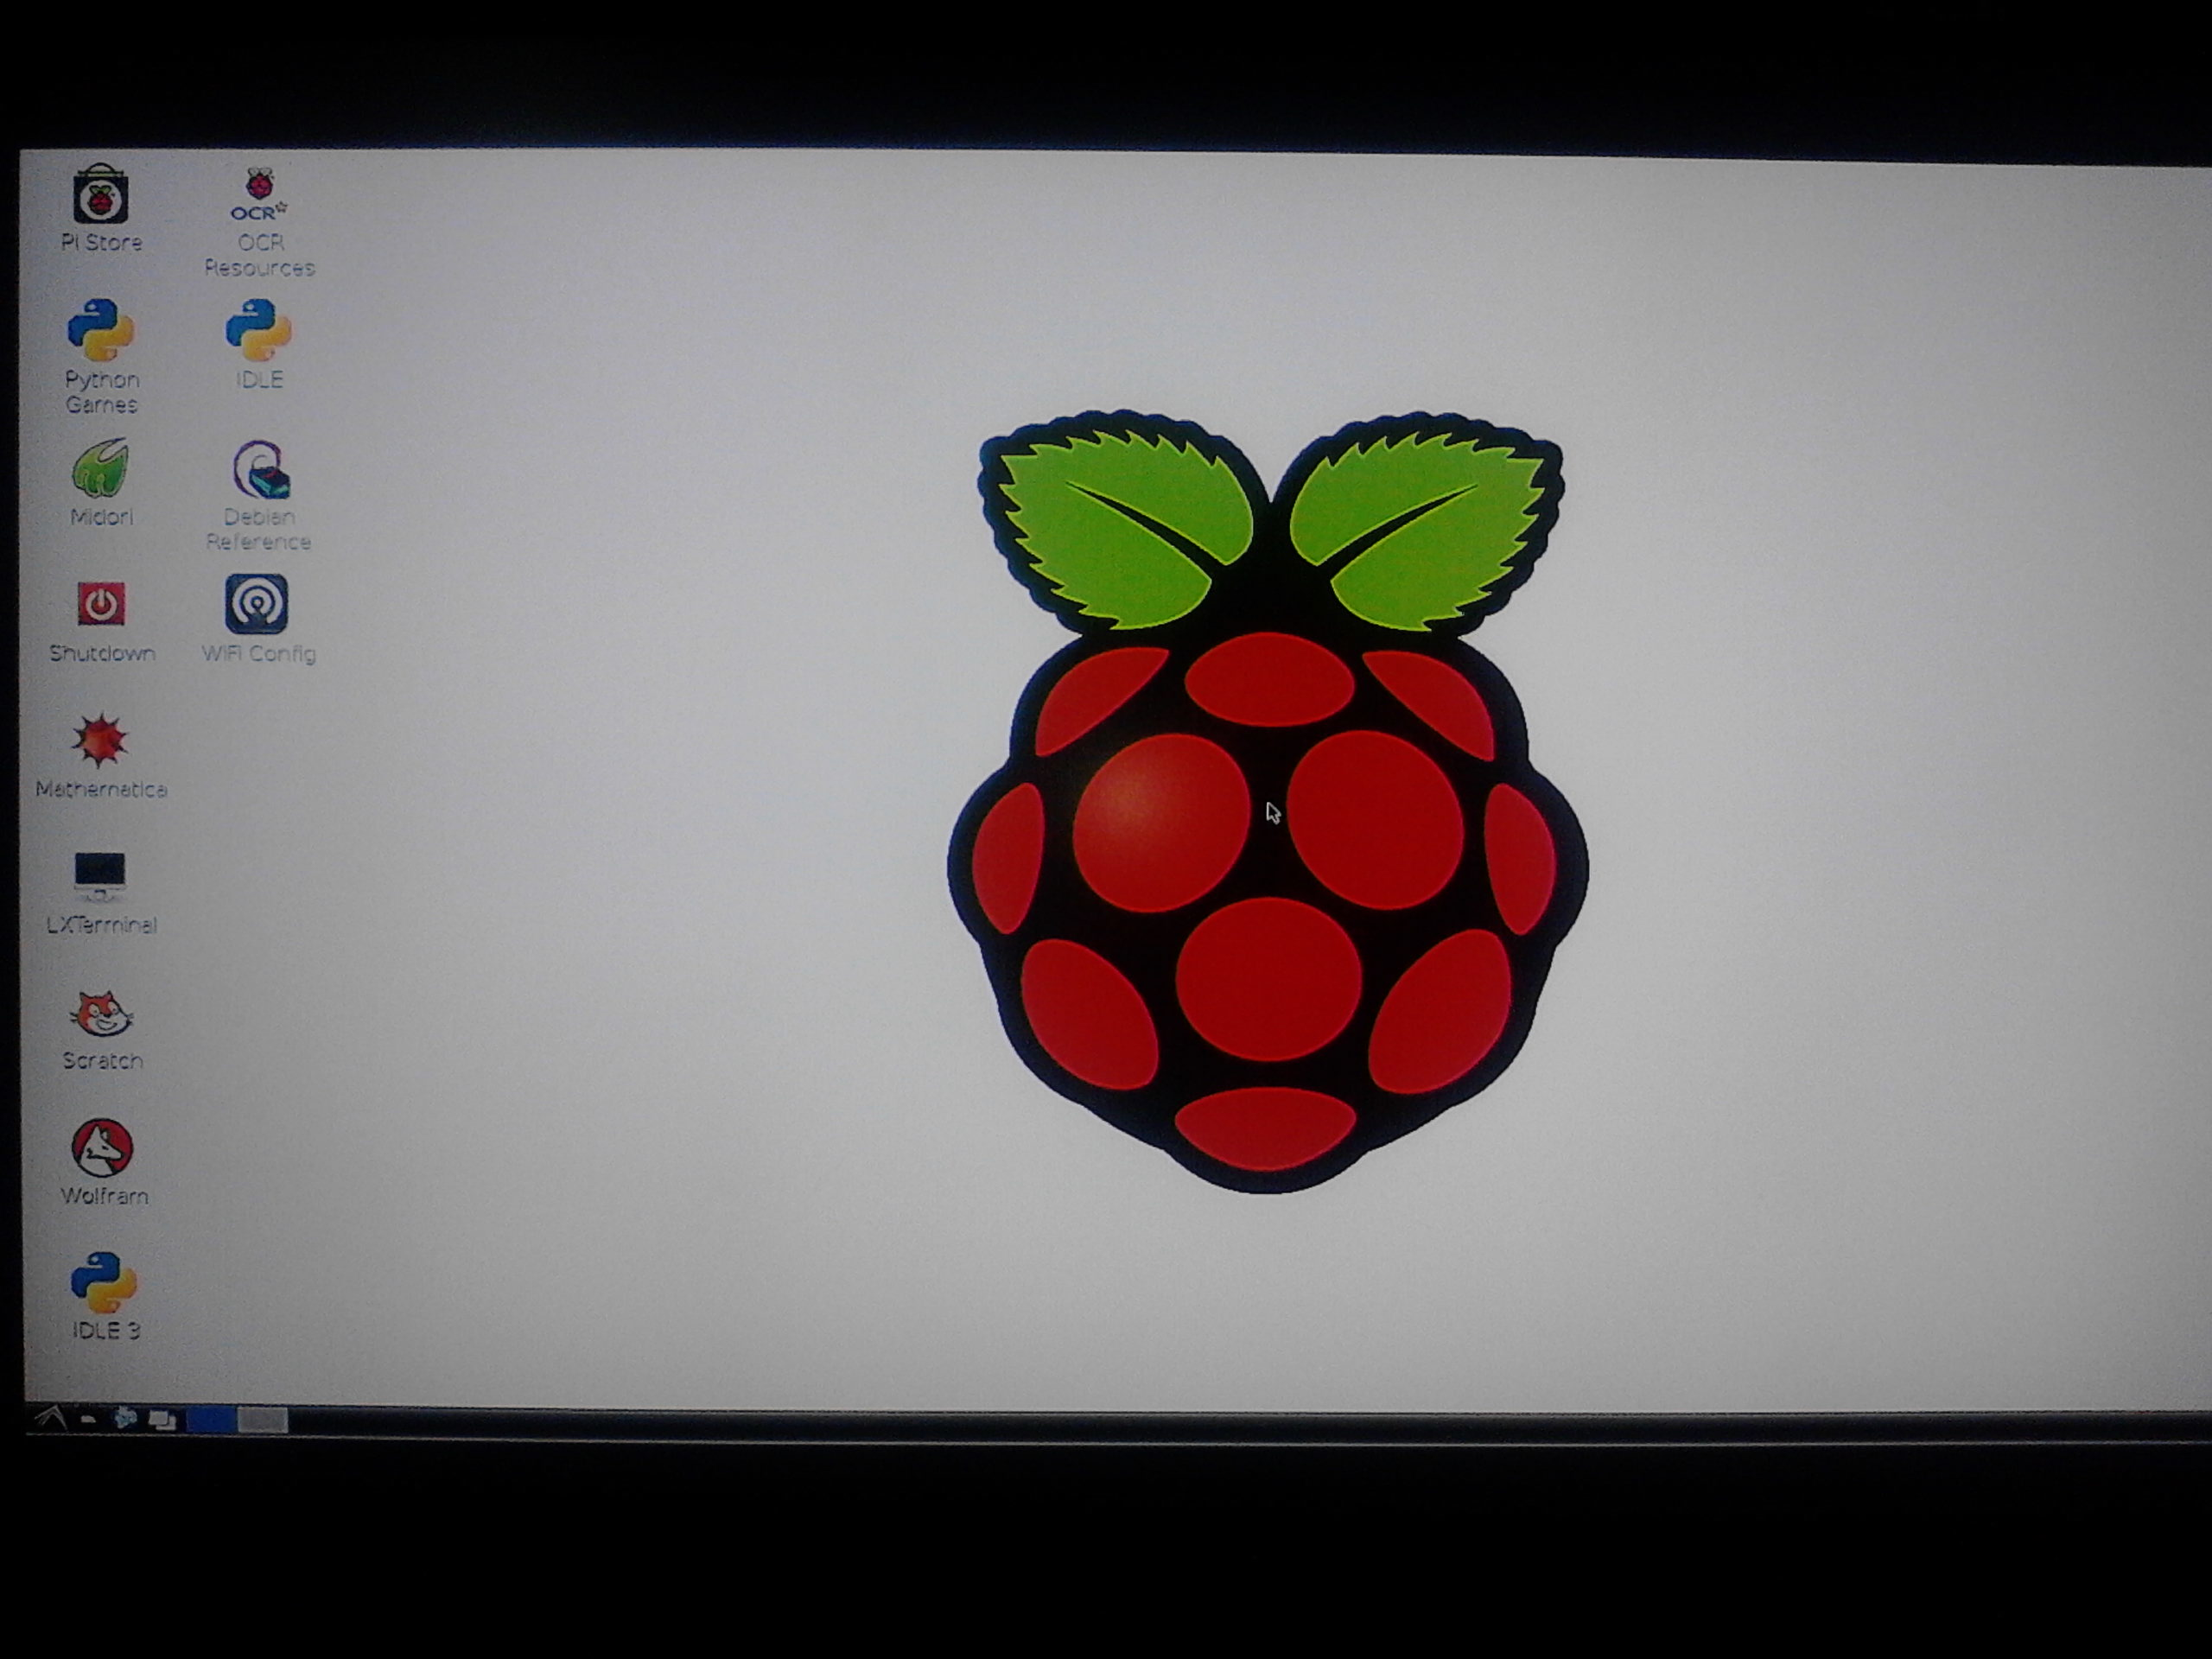 Pi Store
OCR
OCR
Resources
Python
Games
IDLE
Midori
Debian
Reference
Shutdown
WiFi Config
Mathematica
LXTerminal
Scratch
Wolfram
IDLE 3